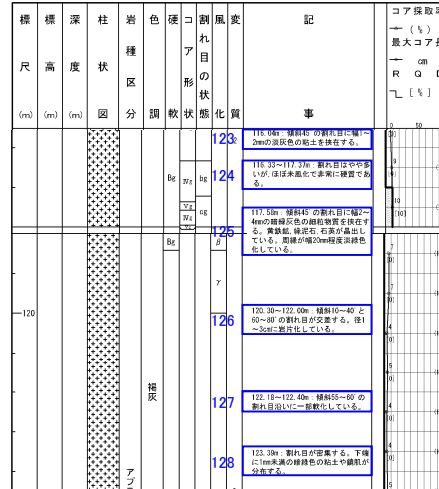 標尺(m)
標高(m)
深度(m)
柱状図
岩種区分
色調
硬軟
コア形状
割れ目の状態
風化
変質
記事
コア採取率
(%)
最大コア長
cm
R Q D
[%]
0 50
123
116.04m：傾斜45°の割れ目に幅1～
2mmの淡灰色の粘土を挟在する。
124
116.33～117.37m：割れ目はやや多
いが、ほぼ未風化で非常に硬質であ
る。
Bg Ⅳg bg
Ⅴg cg
Ⅳg
125
117.58m：傾斜45°の割れ目に幅2～
4mmの暗緑灰色の細粒物質を挟在す
る。黄鉄鉱、緑泥石、石英が晶出し
ている。周縁が幅20mm程度淡緑色
化している。
Bg β
γ
-120
126
120.30～122.00m：傾斜10～40°と
60～80°の割れ目が交差する。径1
～3cmに岩片化している。
褐灰
127
122.18～122.40m：傾斜55～60°の
割れ目沿いに一部軟化している。
128
123.39m：割れ目が密集する。下端
に1mm未満の暗緑色の粘土や鏡肌が
分布する。
アプ